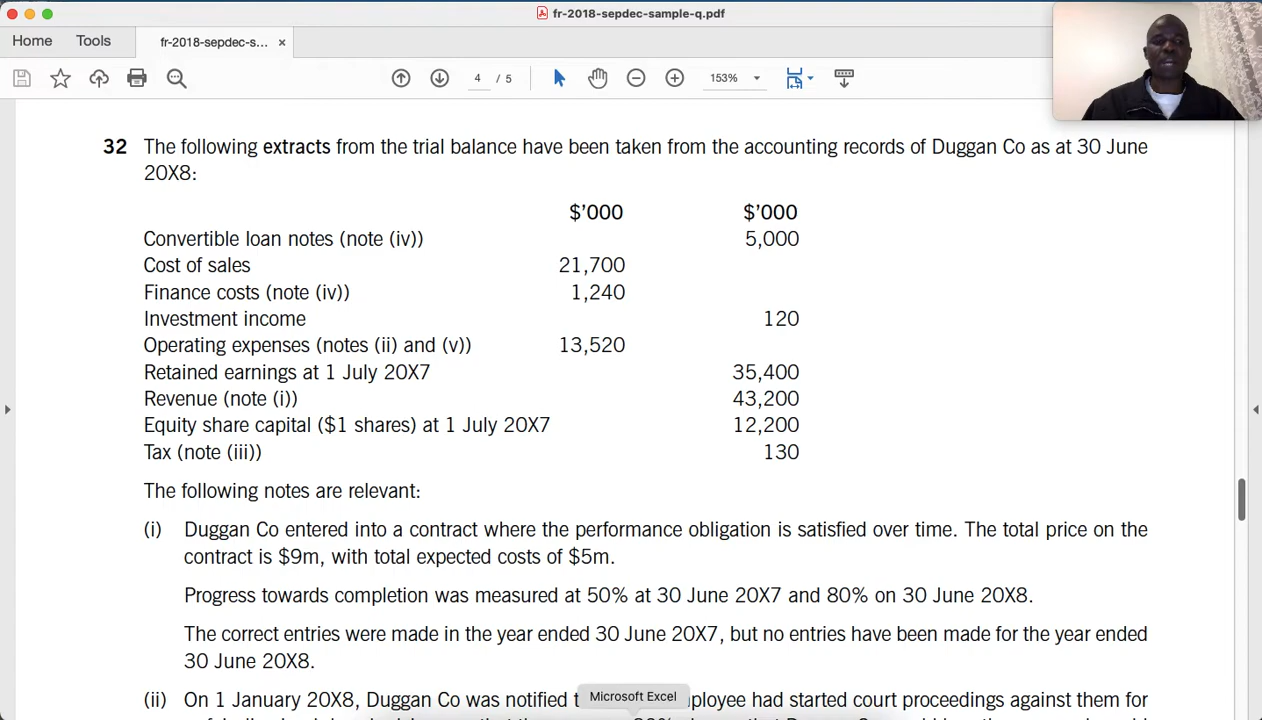 fr-2018-sepdec-sample-q.pdf
Home Tools fr-2018-sepdec-s... ×
4 / 5 153%
32 The following extracts from the trial balance have been taken from the accounting records of Duggan Co as at 30 June
20X8:
$'000 $'000
Convertible loan notes (note (iv)) 5,000
Cost of sales 21,700
Finance costs (note (iv)) 1,240
Investment income 120
Operating expenses (notes (ii) and (v)) 13,520
Retained earnings at 1 July 20X7 35,400
Revenue (note (i)) 43,200
Equity share capital ($1 shares) at 1 July 20X7 12,200
Tax (note (iii)) 130
The following notes are relevant:
(i) Duggan Co entered into a contract where the performance obligation is satisfied over time. The total price on the
contract is $9m, with total expected costs of $5m.
Progress towards completion was measured at 50% at 30 June 20X7 and 80% on 30 June 20X8.
The correct entries were made in the year ended 30 June 20X7, but no entries have been made for the year ended
30 June 20X8.
Microsoft Excel
(ii) On 1 January 20X8, Duggan Co was notified employee had started court proceedings against them for